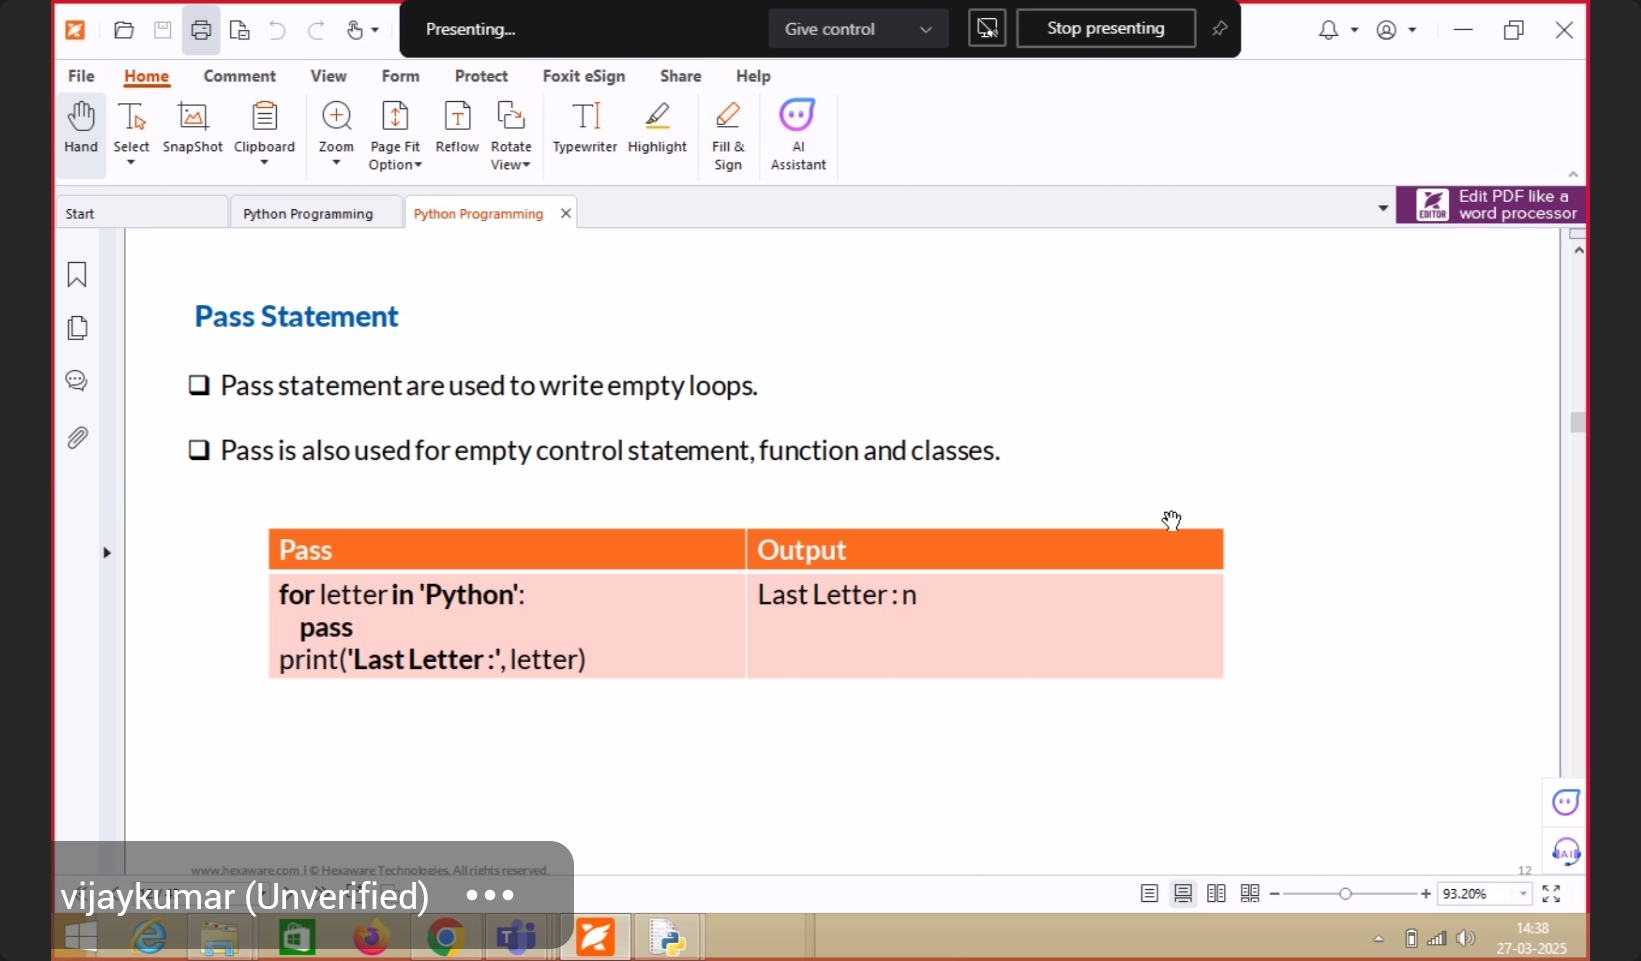 Presenting...
Give control
Stop presenting
File Home Comment View Form Protect Foxit eSign Share Help
Hand Select SnapShot Clipboard Zoom Page Fit Option Reflow Rotate View Typewriter Highlight Fill & Sign AI Assistant
Start
Python Programming
Python Programming
EDITOR
Edit PDF like a
word processor
Pass Statement
Pass statement are used to write empty loops.
Pass is also used for empty control statement, function and classes.
Pass
Output
for letter in 'Python':
pass
print('Last Letter :', letter)
Last Letter : n
www.hexaware.com | © Hexaware Technologies. All rights reserved.
12
AI
vijaykumar (Unverified)
93.20%
14:38
27-03-2025